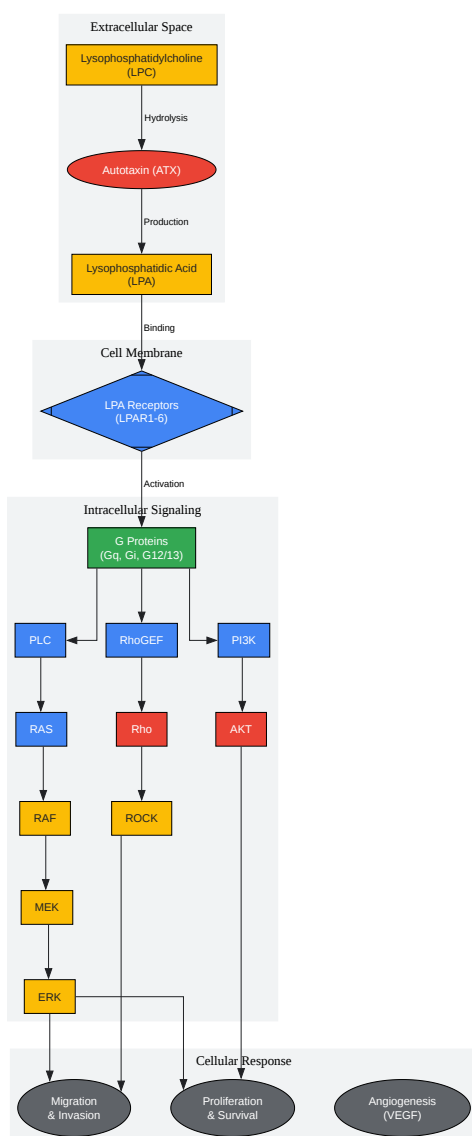 Extracellular Space
Lysophosphatidylcholine
(LPC)
Hydrolysis
Autotaxin (ATX)
Production
Lysophosphatidic Acid
(LPA)
Binding
Cell Membrane
LPA Receptors
(LPAR1-6)
Activation
Intracellular Signaling
G Proteins
(Gq, Gi, G12/13)
PLC
RhoGEF
PI3K
RAS
Rho
AKT
RAF
ROCK
MEK
ERK
Cellular Response
Migration
& Invasion
Proliferation
& Survival
Angiogenesis
(VEGF)